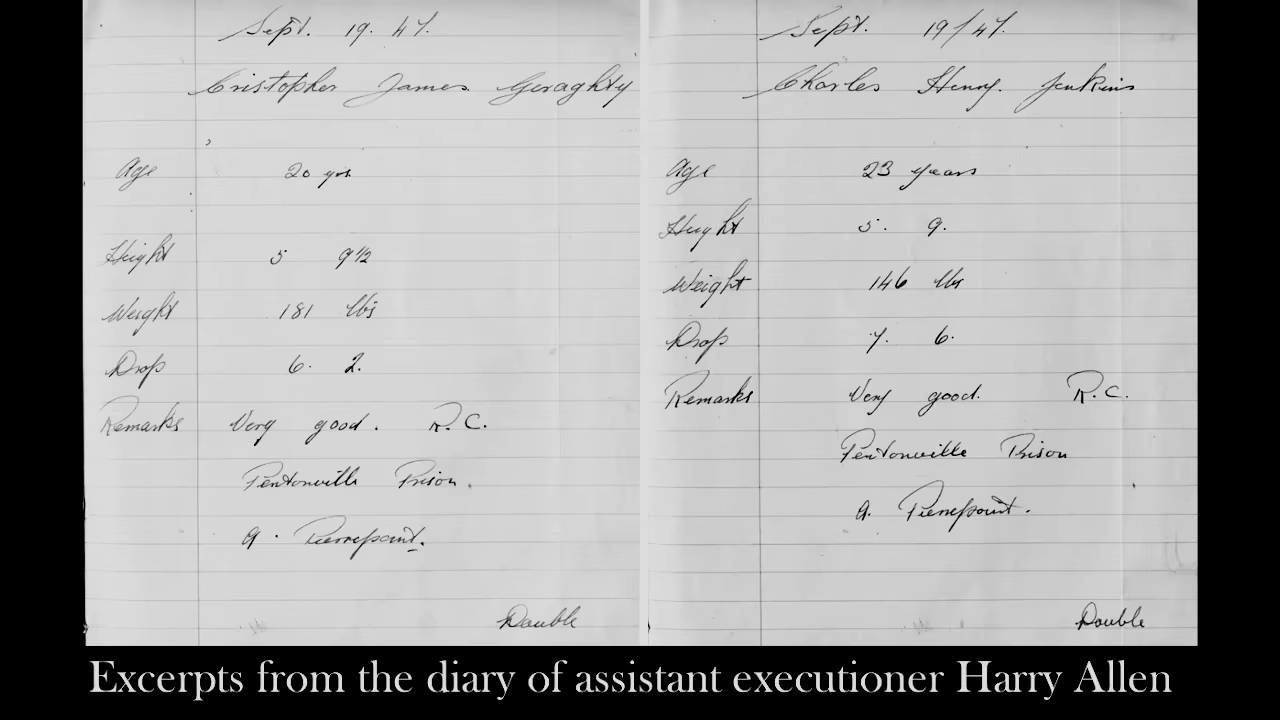 Sept. 19. 47.
Cristopher James Geraghty
Age 20 yrs
Height 5 9 1/2
Weight 181 lbs
Drop 6. 2.
Remarks Very good. R.C.
Pentonville Prison.
A. Pierrepoint.
Double
Sept. 19/47.
Charles Henry Jenkins
Age 23 years
Height 5. 9.
Weight 146 lbs
Drop 7. 6.
Remarks Very good. R.C.
Pentonville Prison
A. Pierrepoint.
Double
Excerpts from the diary of assistant executioner Harry Allen